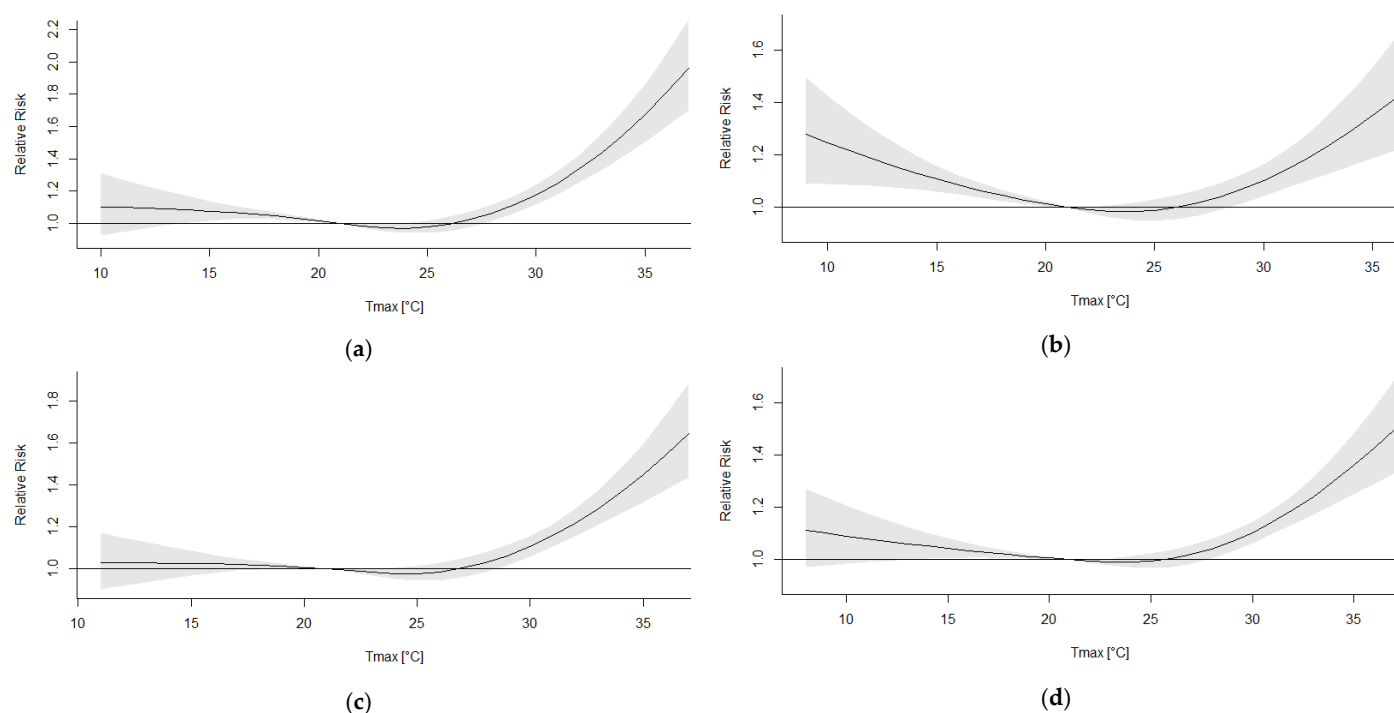 Relative Risk
1.0 1.2 1.4 1.6 1.8 2.0 2.2
10 15 20 25 30 35
Tmax [°C]
(a)
Relative Risk
1.0 1.2 1.4 1.6
10 15 20 25 30 35
Tmax [°C]
(b)
Relative Risk
1.0 1.2 1.4 1.6 1.8
10 15 20 25 30 35
Tmax [°C]
(c)
Relative Risk
1.0 1.2 1.4 1.6
10 15 20 25 30 35
Tmax [°C]
(d)